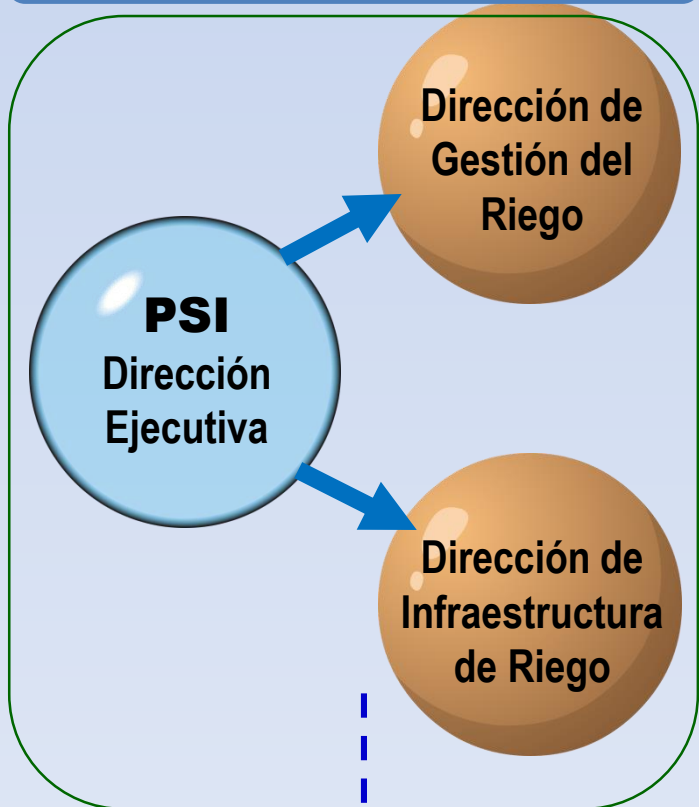 Dirección de
Gestión del
Riego
PSI
Dirección
Ejecutiva
Dirección de
Infraestructura
de Riego